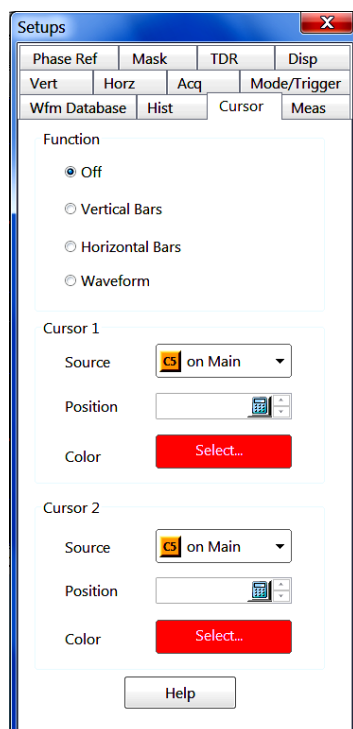 Setups
Phase Ref Mask TDR Disp
Vert Horz Acq Mode/Trigger
Wfm Database Hist Cursor Meas
Function
Off
Vertical Bars
Horizontal Bars
Waveform
Cursor 1
Source C5 on Main
Position
Color Select...
Cursor 2
Source C5 on Main
Position
Color Select...
Help